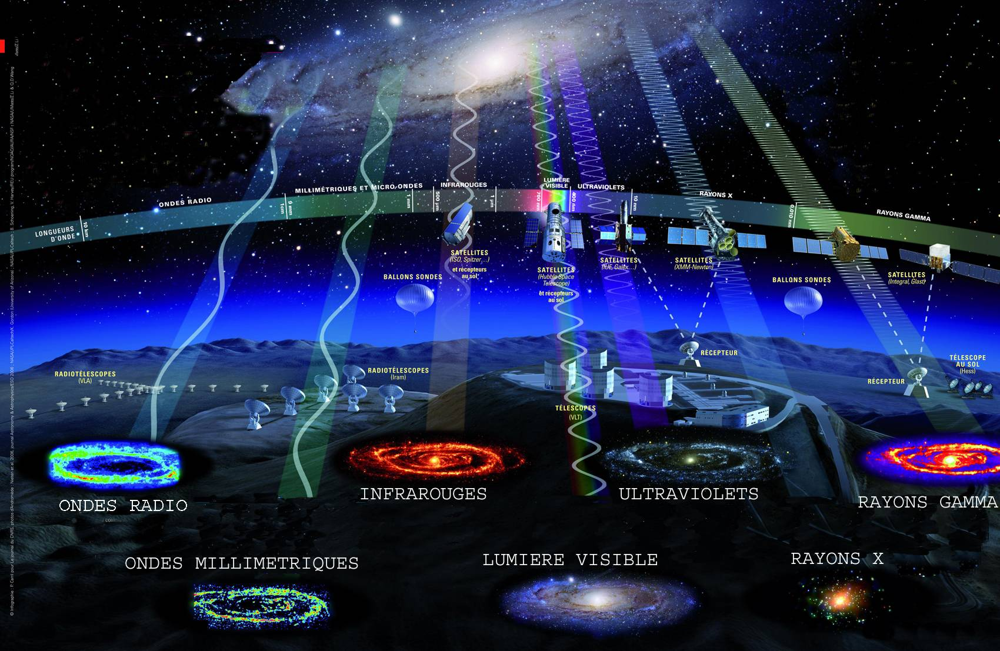 LUMIÈRE
VISIBLE
ONDES RADIO
MILLIMÉTRIQUES ET MICRO-ONDES
INFRAROUGES
ULTRAVIOLETS
RAYONS X
RAYONS GAMMA
LONGUEURS
D'ONDE
10 km
1cm
9 mm
1 mm
500 µm
1 µm
700 nm
400 nm
10 nm
0,010 nm
SATELLITES
(ISO, Spitzer...)
et récepteurs
au sol
BALLONS SONDES
SATELLITES
(Hubble Space
Telescope)
et récepteurs
au sol
SATELLITES
(IUE, Galex...)
SATELLITES
(XMM-Newton)
BALLONS SONDES
SATELLITES
(Integral, Glast)
RADIOTÉLESCOPES
(VLA)
RADIOTÉLESCOPES
(Iram)
TÉLESCOPES
(VLT)
RÉCEPTEUR
RÉCEPTEUR
TÉLESCOPE
AU SOL
(Hess)
ONDES RADIO
INFRAROUGES
ULTRAVIOLETS
RAYONS GAMMA
ONDES MILLIMETRIQUES
LUMIERE VISIBLE
RAYONS X